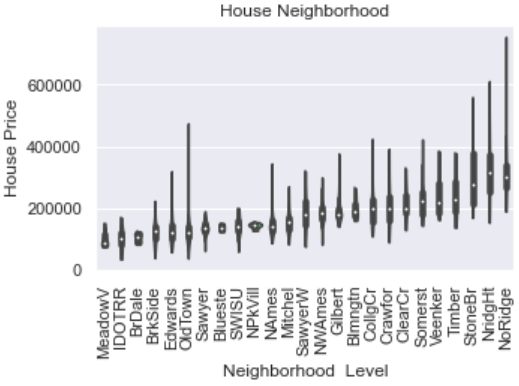 House Neighborhood
600000
400000
200000
0
House Price
MeadowV
IDOTRR
BrDale
BrkSide
Edwards
OldTown
Sawyer
Blueste
SWISU
NPkVill
NAmes
Mitchel
SawyerW
NWAmes
Gilbert
Blmngtn
CollgCr
Crawfor
ClearCr
Somerst
Veenker
Timber
StoneBr
NridgHt
NoRidge
Neighborhood Level